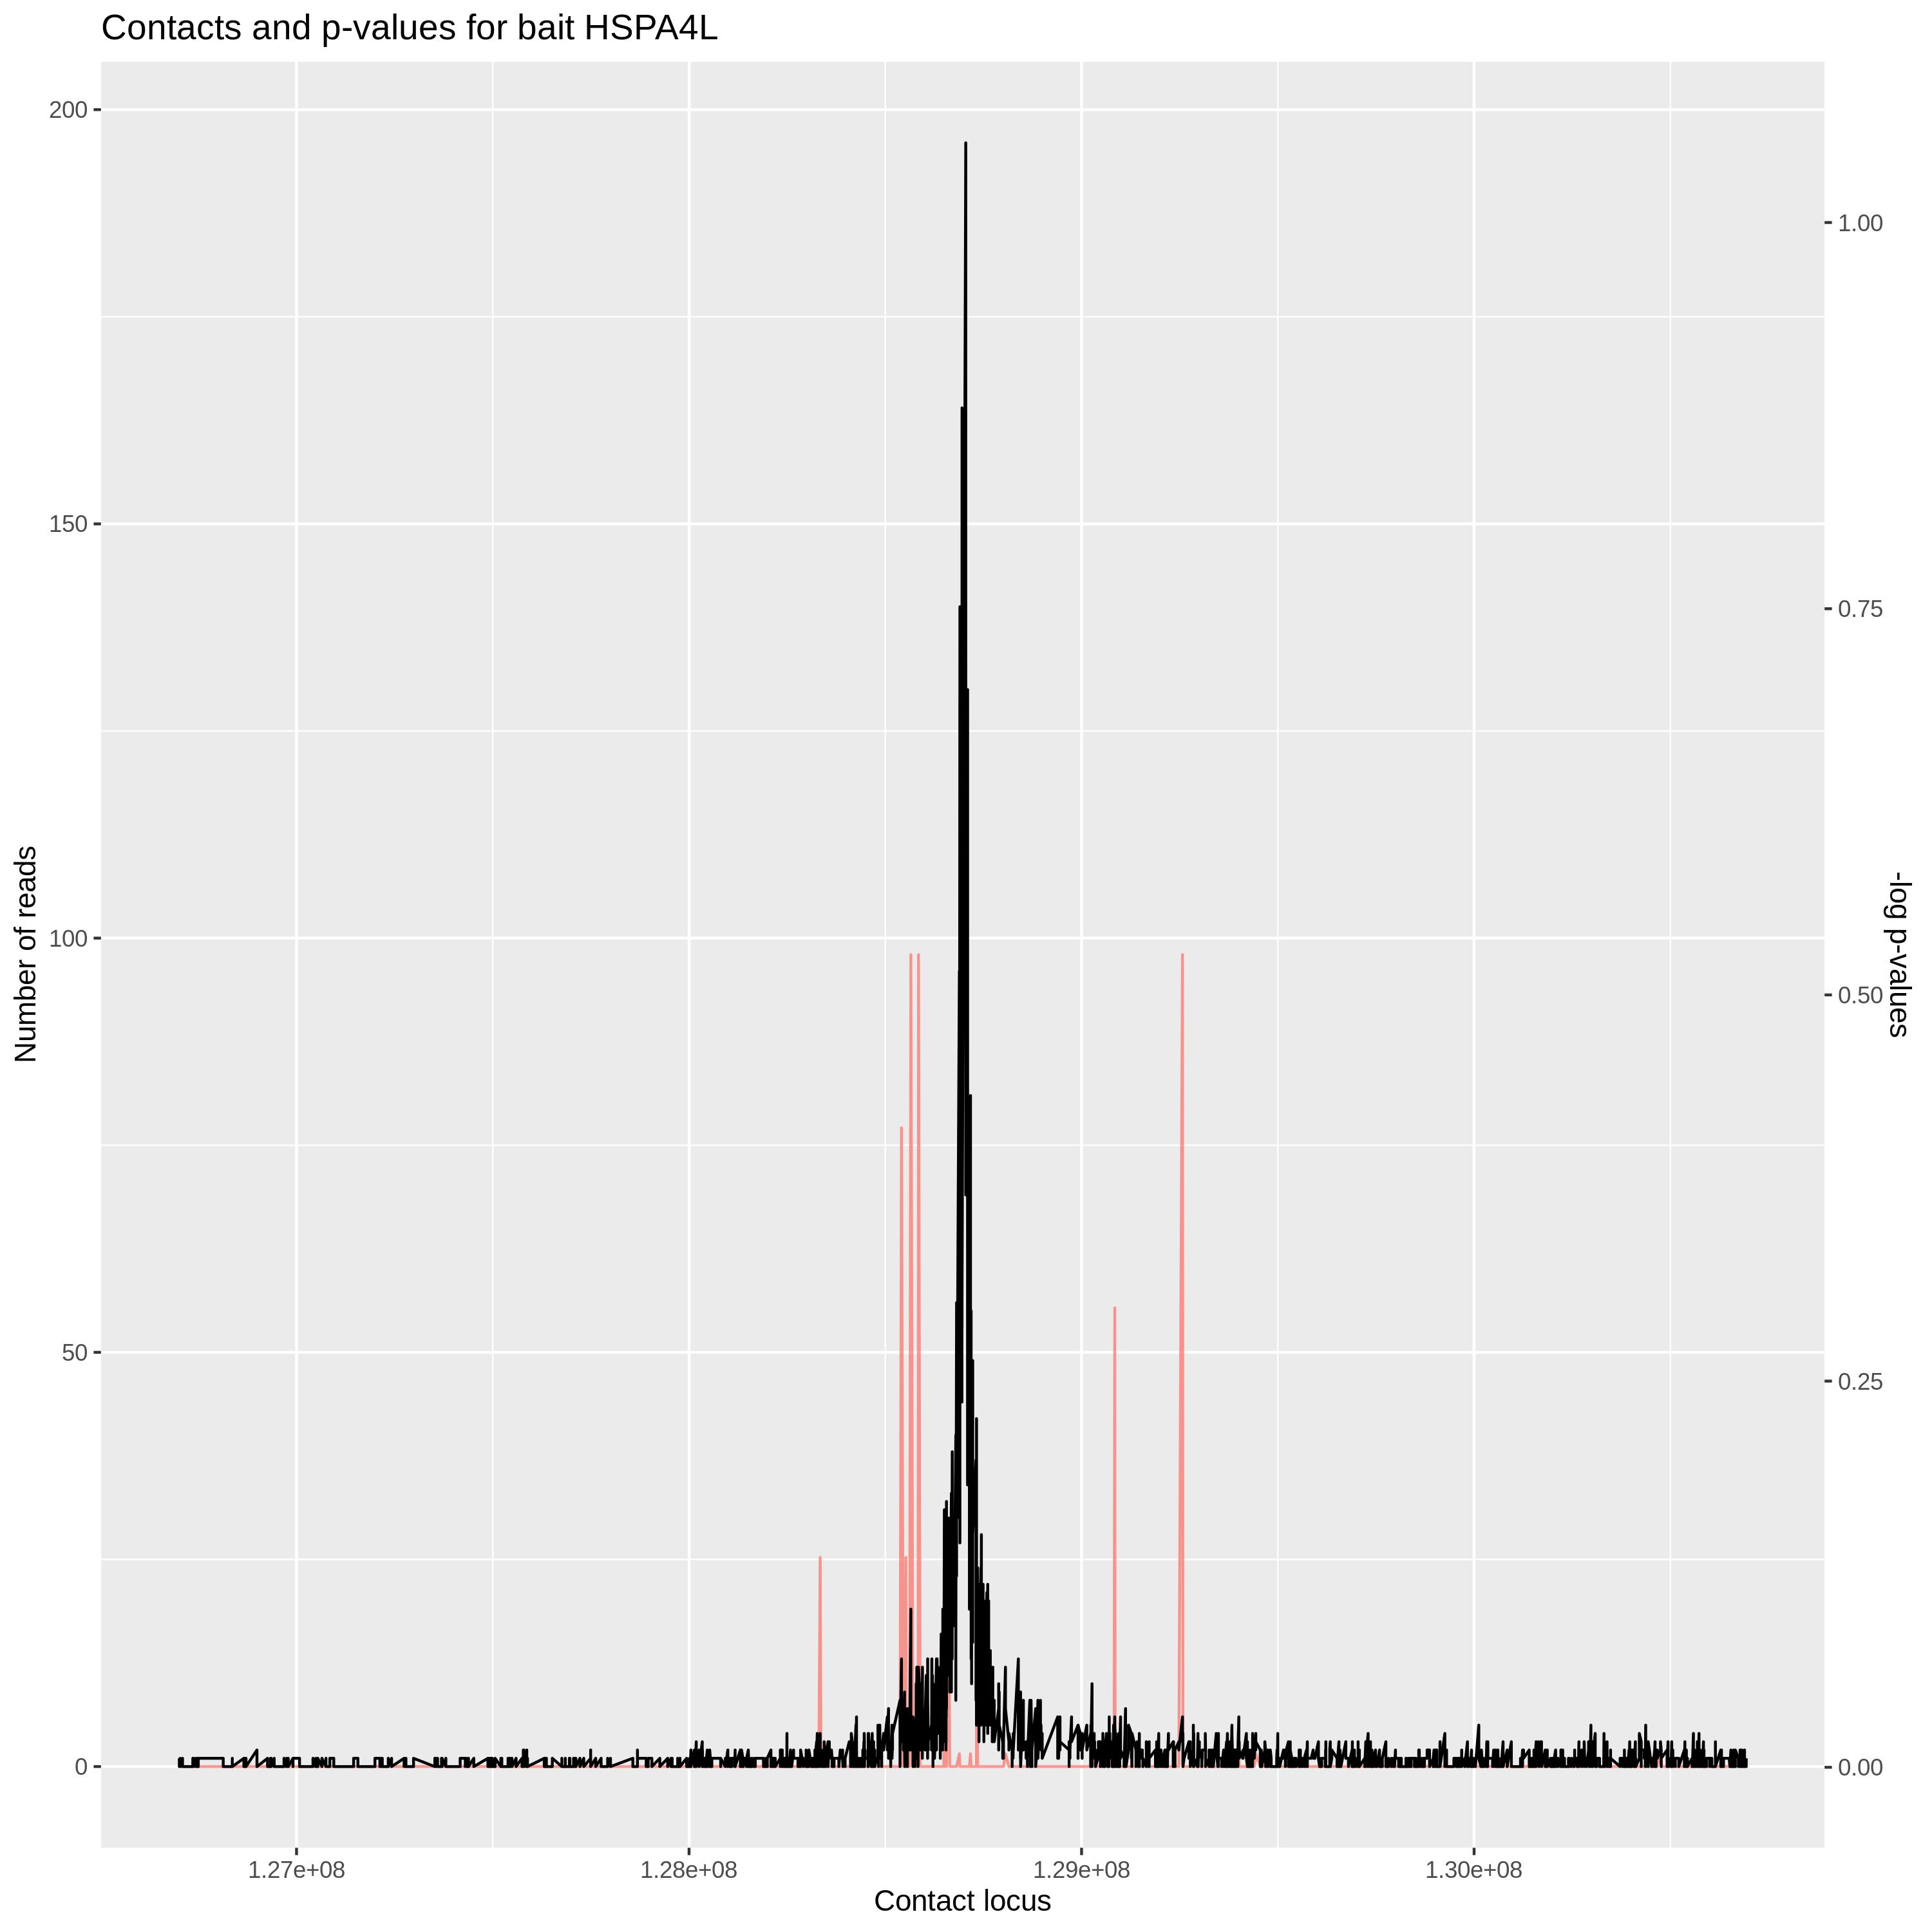 Contacts and p-values for bait HSPA4L
200
150
100
50
0
Number of reads
1.00
0.75
0.50
0.25
0.00
-log p-values
1.27e+08
1.28e+08
1.29e+08
1.30e+08
Contact locus